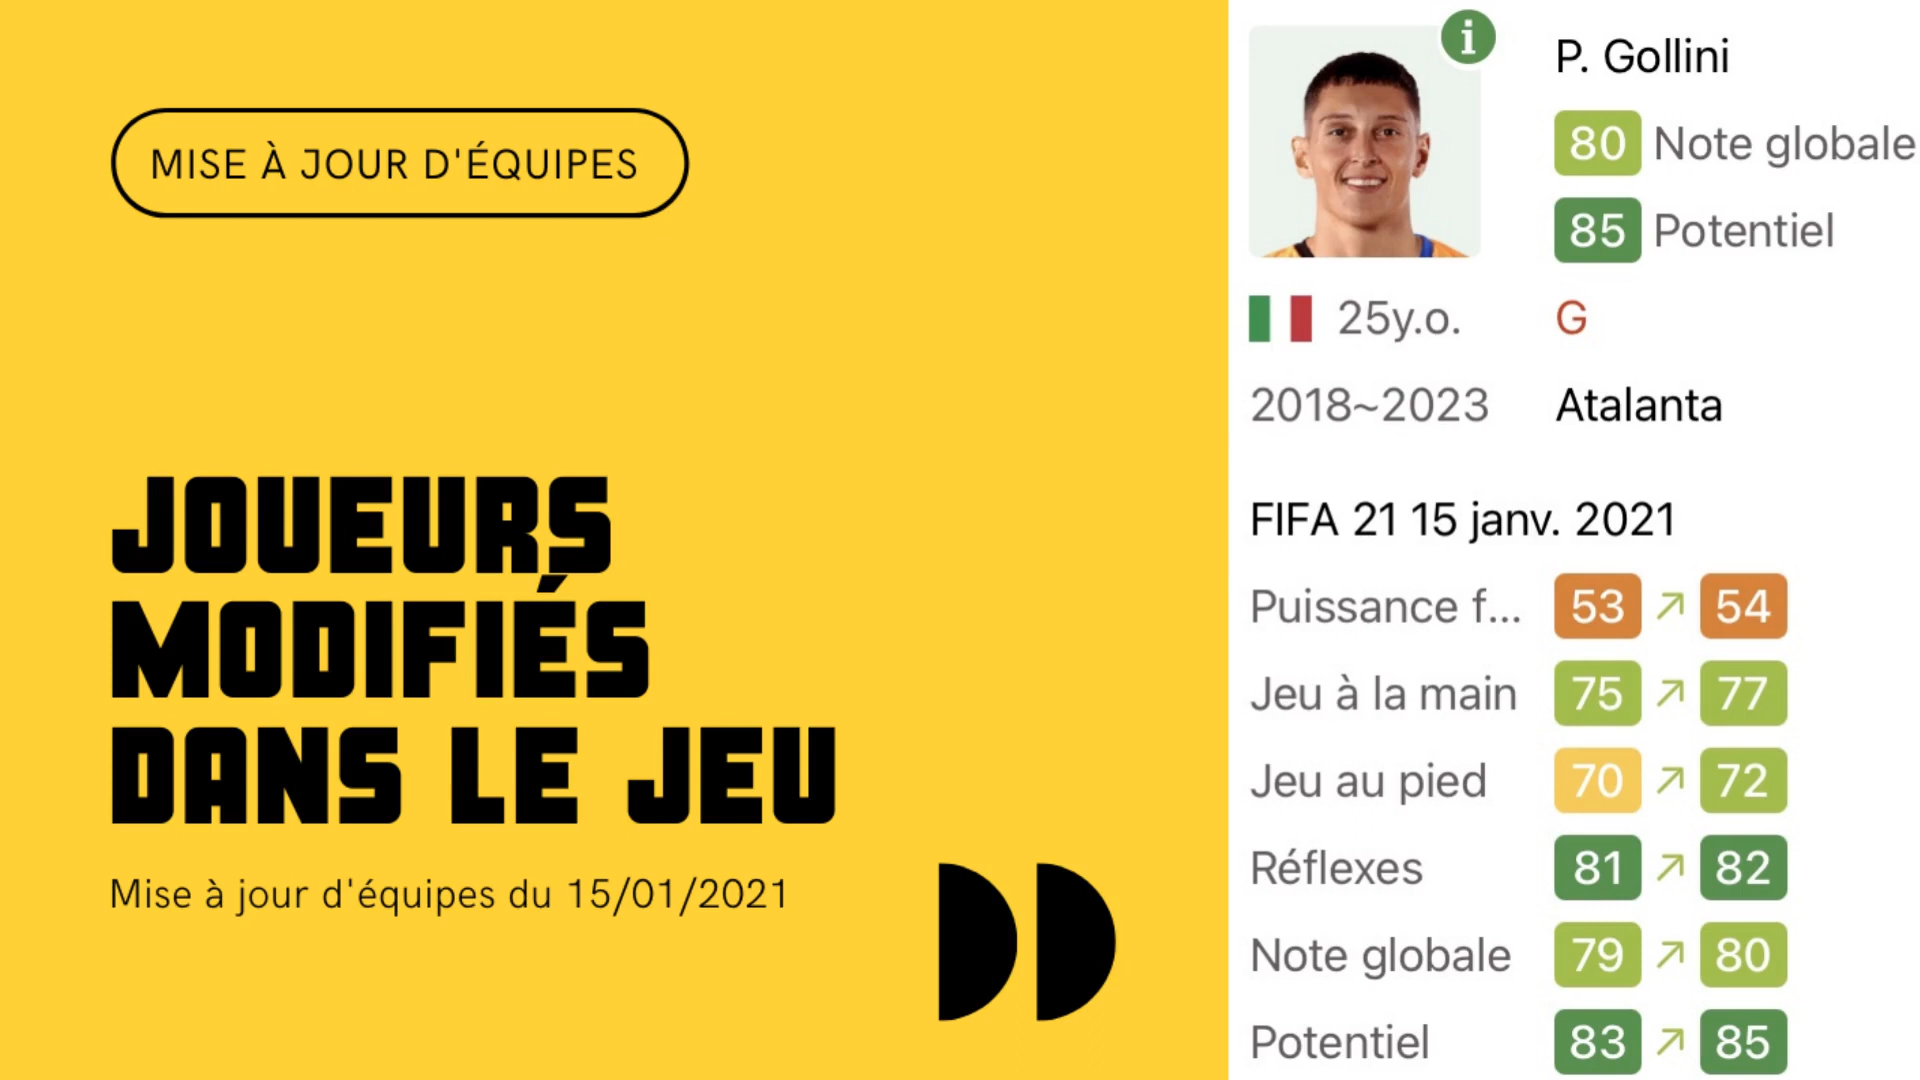 MISE À JOUR D'ÉQUIPES
JOUEURS
MODIFIÉS
DANS LE JEU
Mise à jour d'équipes du 15/01/2021
i
P. Gollini
80 Note globale
85 Potentiel
25y.o. G
2018~2023 Atalanta
FIFA 21 15 janv. 2021
Puissance f... 53 ↗ 54
Jeu à la main 75 ↗ 77
Jeu au pied 70 ↗ 72
Réflexes 81 ↗ 82
Note globale 79 ↗ 80
Potentiel 83 ↗ 85